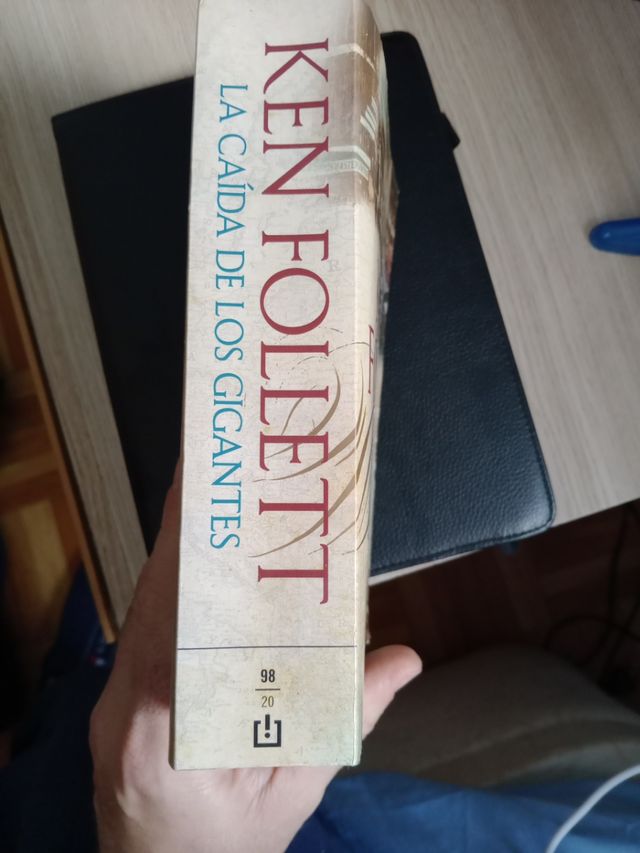 KEN FOLLETT
LA CAÍDA DE LOS GIGANTES
98
20